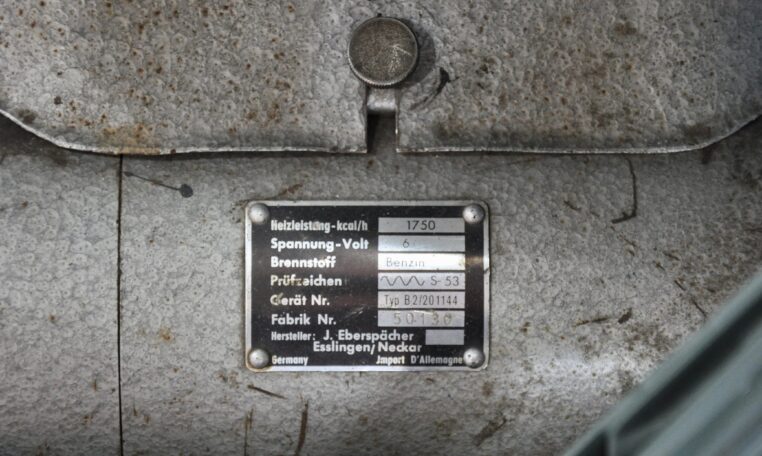 Heizleistung-kcal/h 1750
Spannung-Volt 6
Brennstoff Benzin
Prüfzeichen S-53
Gerät Nr. Typ B2/201144
Fabrik Nr. 50130
Hersteller: J. Eberspächer
Esslingen/Neckar
Germany Jmport D'Allemagne